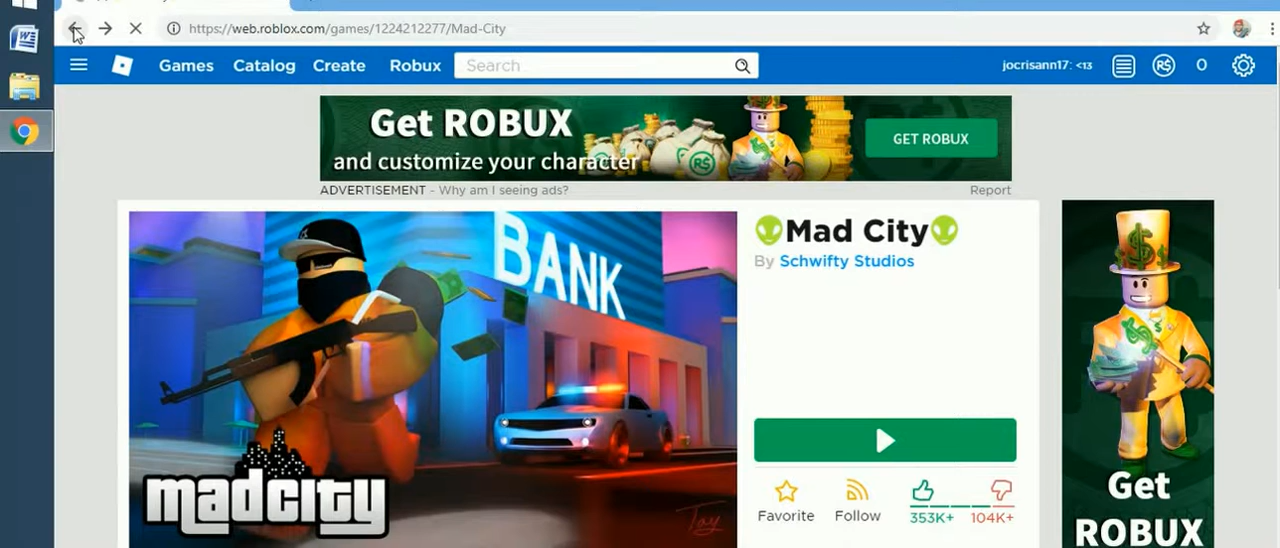 https://web.roblox.com/games/1224212277/Mad-City
Games Catalog Create Robux Search jocrisann17: <13 R$ 0
Get ROBUX
and customize your character
GET ROBUX
ADVERTISEMENT - Why am I seeing ads? Report
BANK
madcity
Mad City
By Schwifty Studios
Favorite Follow 353K+ 104K+
Get
ROBUX